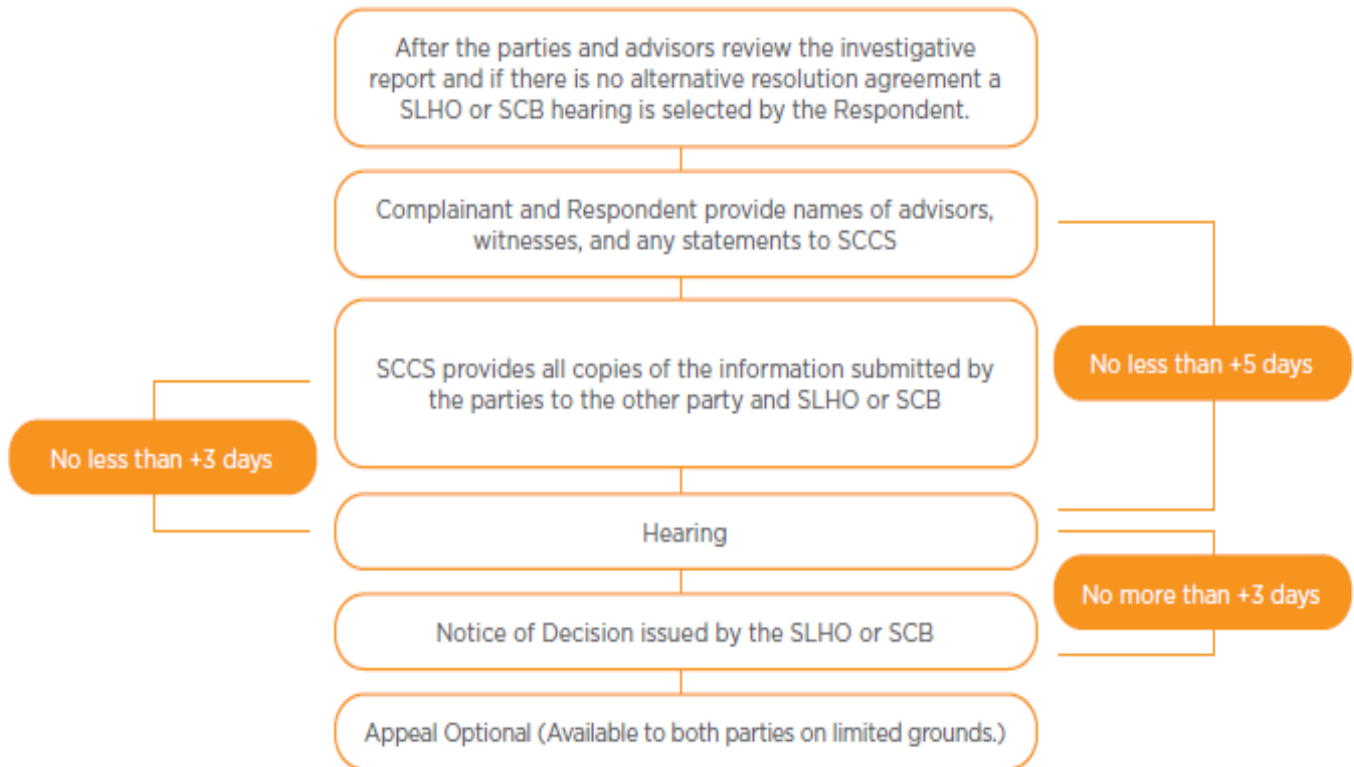 After the parties and advisors review the investigative
report and if there is no alternative resolution agreement a
SLHO or SCB hearing is selected by the Respondent.
Complainant and Respondent provide names of advisors,
witnesses, and any statements to SCCS
SCCS provides all copies of the information submitted by
the parties to the other party and SLHO or SCB
No less than +5 days
No less than +3 days
Hearing
No more than +3 days
Notice of Decision issued by the SLHO or SCB
Appeal Optional (Available to both parties on limited grounds.)